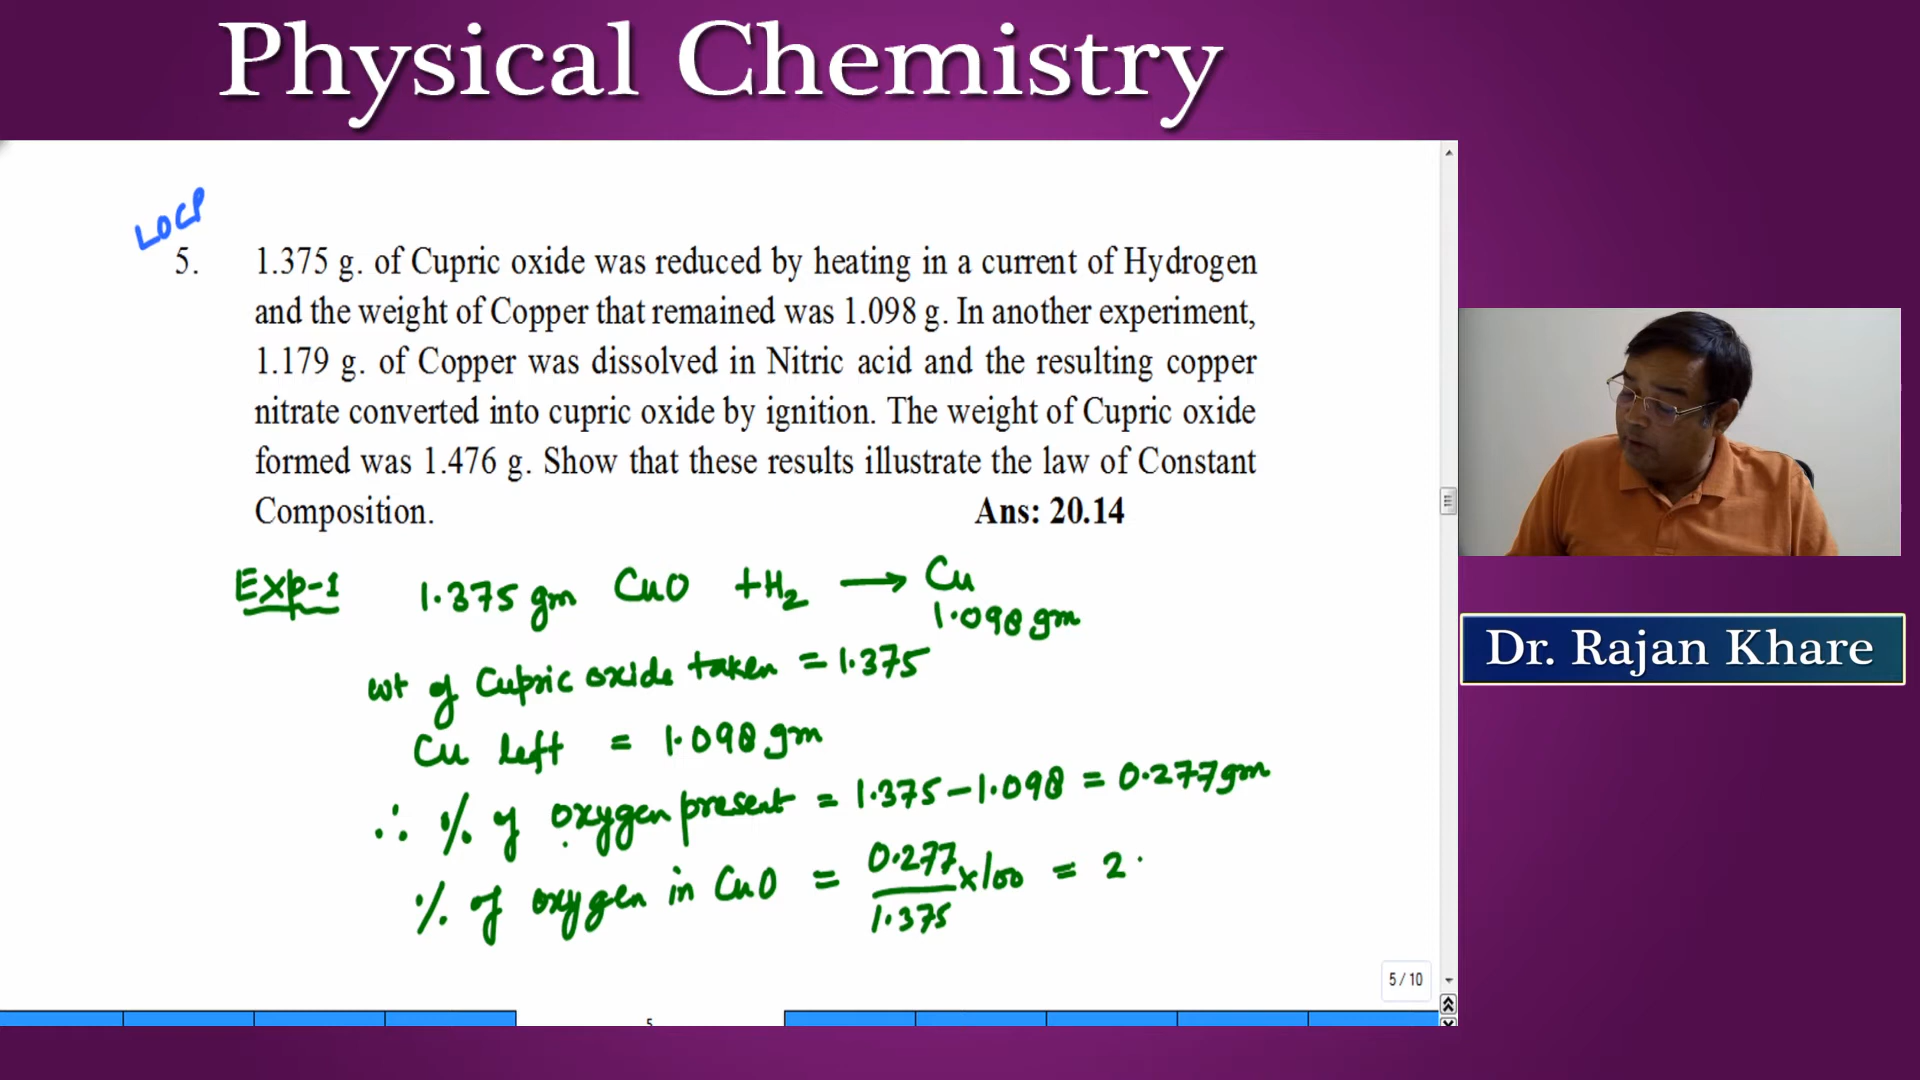 Physical Chemistry
LOCP
5. 1.375 g. of Cupric oxide was reduced by heating in a current of Hydrogen
and the weight of Copper that remained was 1.098 g. In another experiment,
1.179 g. of Copper was dissolved in Nitric acid and the resulting copper
nitrate converted into cupric oxide by ignition. The weight of Cupric oxide
formed was 1.476 g. Show that these results illustrate the law of Constant
Composition. Ans: 20.14
Exp-1 1.375 gm CuO + H₂ → Cu
1.098 gm
wt of Cupric oxide taken = 1.375
Cu left = 1.098 gm
∴ % of oxygen present = 1.375 - 1.098 = 0.277 gm
% of oxygen in CuO = 0.277/1.375 × 100 = 2.
Dr. Rajan Khare
5 / 10
5